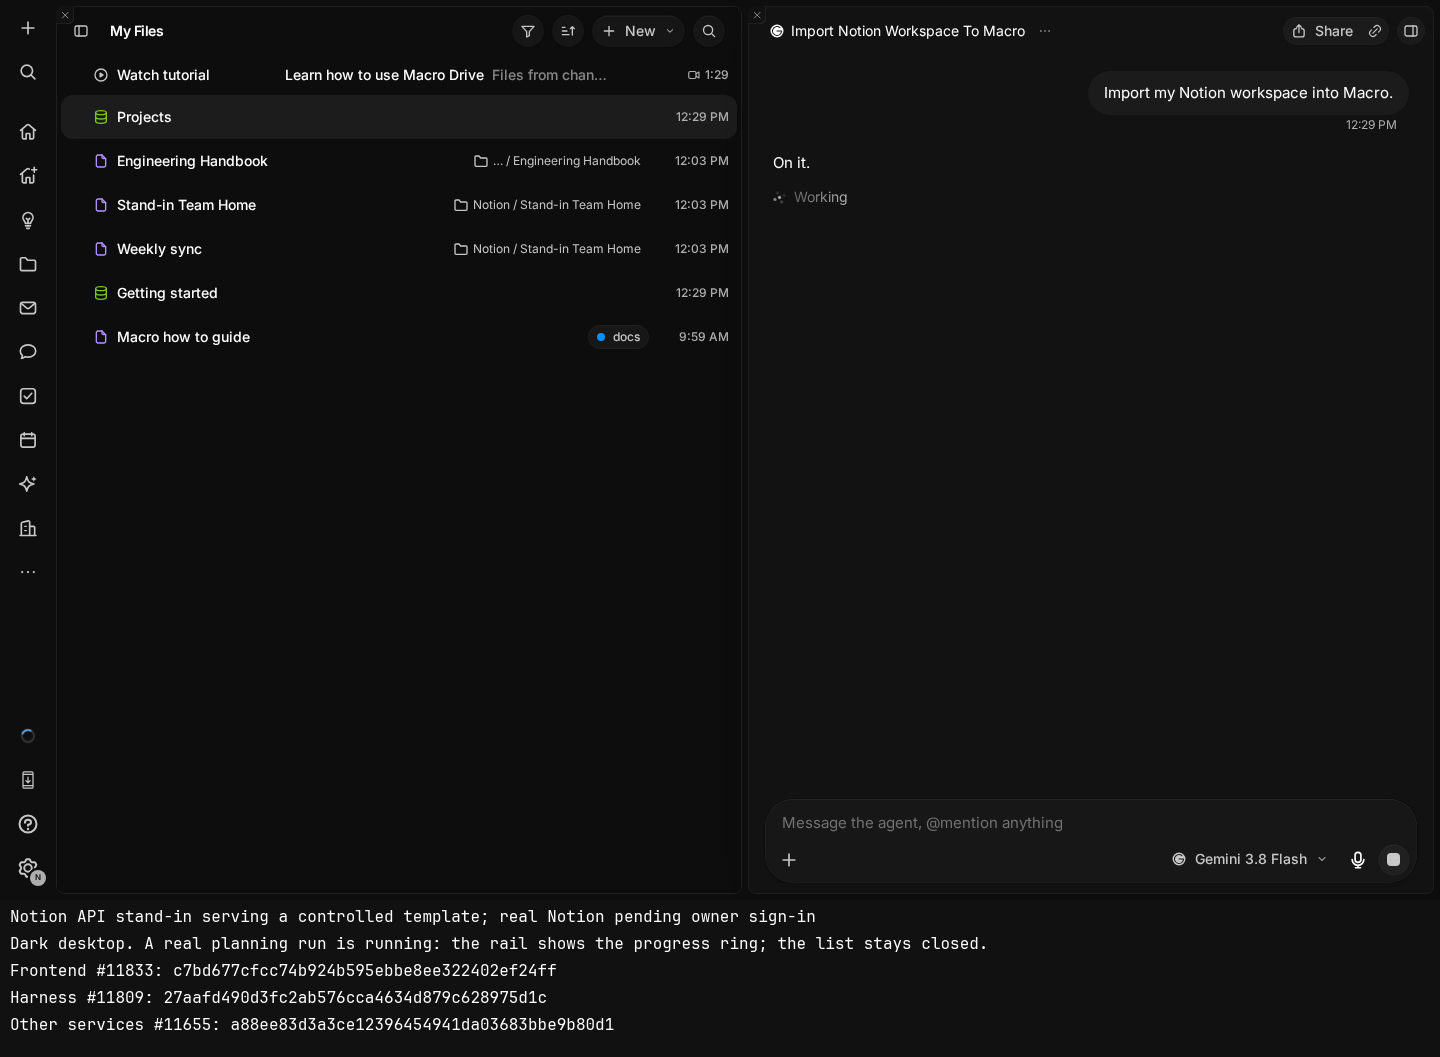 My Files
New
Watch tutorial Learn how to use Macro Drive Files from chan... 1:29
Projects 12:29 PM
Engineering Handbook ... / Engineering Handbook 12:03 PM
Stand-in Team Home Notion / Stand-in Team Home 12:03 PM
Weekly sync Notion / Stand-in Team Home 12:03 PM
Getting started 12:29 PM
Macro how to guide docs 9:59 AM
N
Import Notion Workspace To Macro
Share
Import my Notion workspace into Macro.
12:29 PM
On it.
Working
Message the agent, @mention anything
Gemini 3.8 Flash
Notion API stand-in serving a controlled template; real Notion pending owner sign-in
Dark desktop. A real planning run is running: the rail shows the progress ring; the list stays closed.
Frontend #11833: c7bd677cfcc74b924b595ebbe8ee322402ef24ff
Harness #11809: 27aafd490d3fc2ab576cca4634d879c628975d1c
Other services #11655: a88ee83d3a3ce12396454941da03683bbe9b80d1